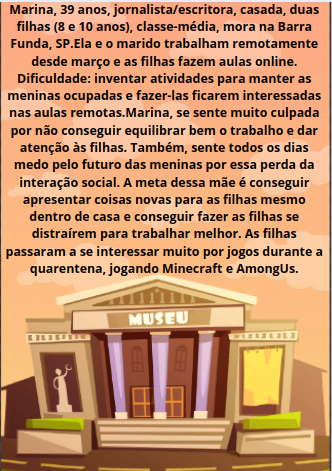 Marina, 39 anos, jornalista/escritora, casada, duas
filhas (8 e 10 anos), classe-média, mora na Barra
Funda, SP.Ela e o marido trabalham remotamente
desde março e as filhas fazem aulas online.
Dificuldade: inventar atividades para manter as
meninas ocupadas e fazer-las ficarem interessadas
nas aulas remotas.Marina, se sente muito culpada
por não conseguir equilibrar bem o trabalho e dar
atenção às filhas. Também, sente todos os dias
medo pelo futuro das meninas por essa perda da
interação social. A meta dessa mãe é conseguir
apresentar coisas novas para as filhas mesmo
dentro de casa e conseguir fazer as filhas se
distraírem para trabalhar melhor. As filhas
passaram a se interessar muito por jogos durante a
quarentena, jogando Minecraft e AmongUs.
MUSEU